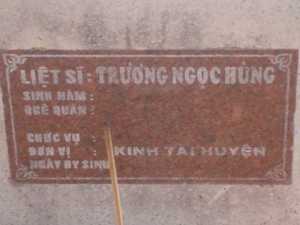 LIỆT SĨ : TRƯƠNG NGỌC HÙNG
SINH NĂM :
QUÊ QUÁN :
CHỨC VỤ :
ĐƠN VỊ : KINH TÀI HUYỆN
NGÀY HY SINH